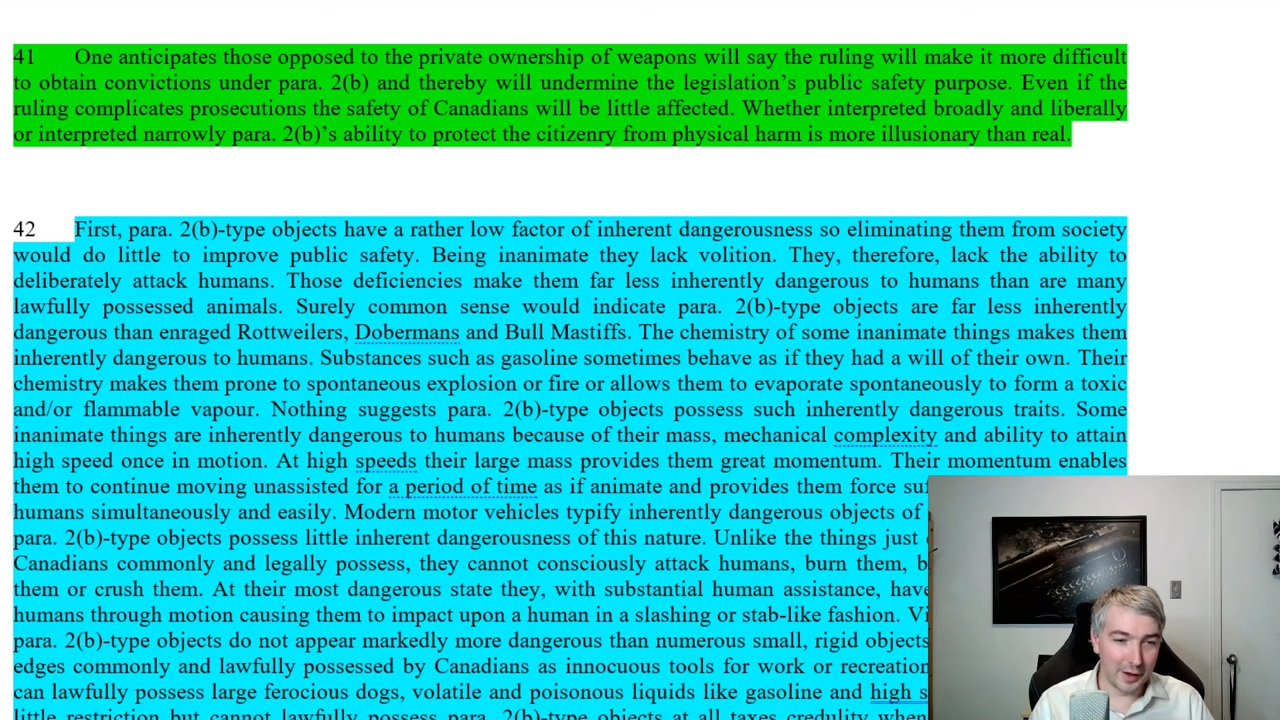 41 One anticipates those opposed to the private ownership of weapons will say the ruling will make it more difficult
to obtain convictions under para. 2(b) and thereby will undermine the legislation's public safety purpose. Even if the
ruling complicates prosecutions the safety of Canadians will be little affected. Whether interpreted broadly and liberally
or interpreted narrowly para. 2(b)'s ability to protect the citizenry from physical harm is more illusionary than real.
42 First, para. 2(b)-type objects have a rather low factor of inherent dangerousness so eliminating them from society
would do little to improve public safety. Being inanimate they lack volition. They, therefore, lack the ability to
deliberately attack humans. Those deficiencies make them far less inherently dangerous to humans than are many
lawfully possessed animals. Surely common sense would indicate para. 2(b)-type objects are far less inherently
dangerous than enraged Rottweilers, Dobermans and Bull Mastiffs. The chemistry of some inanimate things makes them
inherently dangerous to humans. Substances such as gasoline sometimes behave as if they had a will of their own. Their
chemistry makes them prone to spontaneous explosion or fire or allows them to evaporate spontaneously to form a toxic
and/or flammable vapour. Nothing suggests para. 2(b)-type objects possess such inherently dangerous traits. Some
inanimate things are inherently dangerous to humans because of their mass, mechanical complexity and ability to attain
high speed once in motion. At high speeds their large mass provides them great momentum. Their momentum enables
them to continue moving unassisted for a period of time as if animate and provides them force
humans simultaneously and easily. Modern motor vehicles typify inherently dangerous objects of
para. 2(b)-type objects possess little inherent dangerousness of this nature. Unlike the things just
Canadians commonly and legally possess, they cannot consciously attack humans, burn them,
them or crush them. At their most dangerous state they, with substantial human assistance,
humans through motion causing them to impact upon a human in a slashing or stab-like fashion.
para. 2(b)-type objects do not appear markedly more dangerous than numerous small, rigid objects
edges commonly and lawfully possessed by Canadians as innocuous tools for work or recreation
can lawfully possess large ferocious dogs, volatile and poisonous liquids like gasoline and high
little restriction but cannot lawfully possess para. 2(b)-type objects at all taxes credulity when